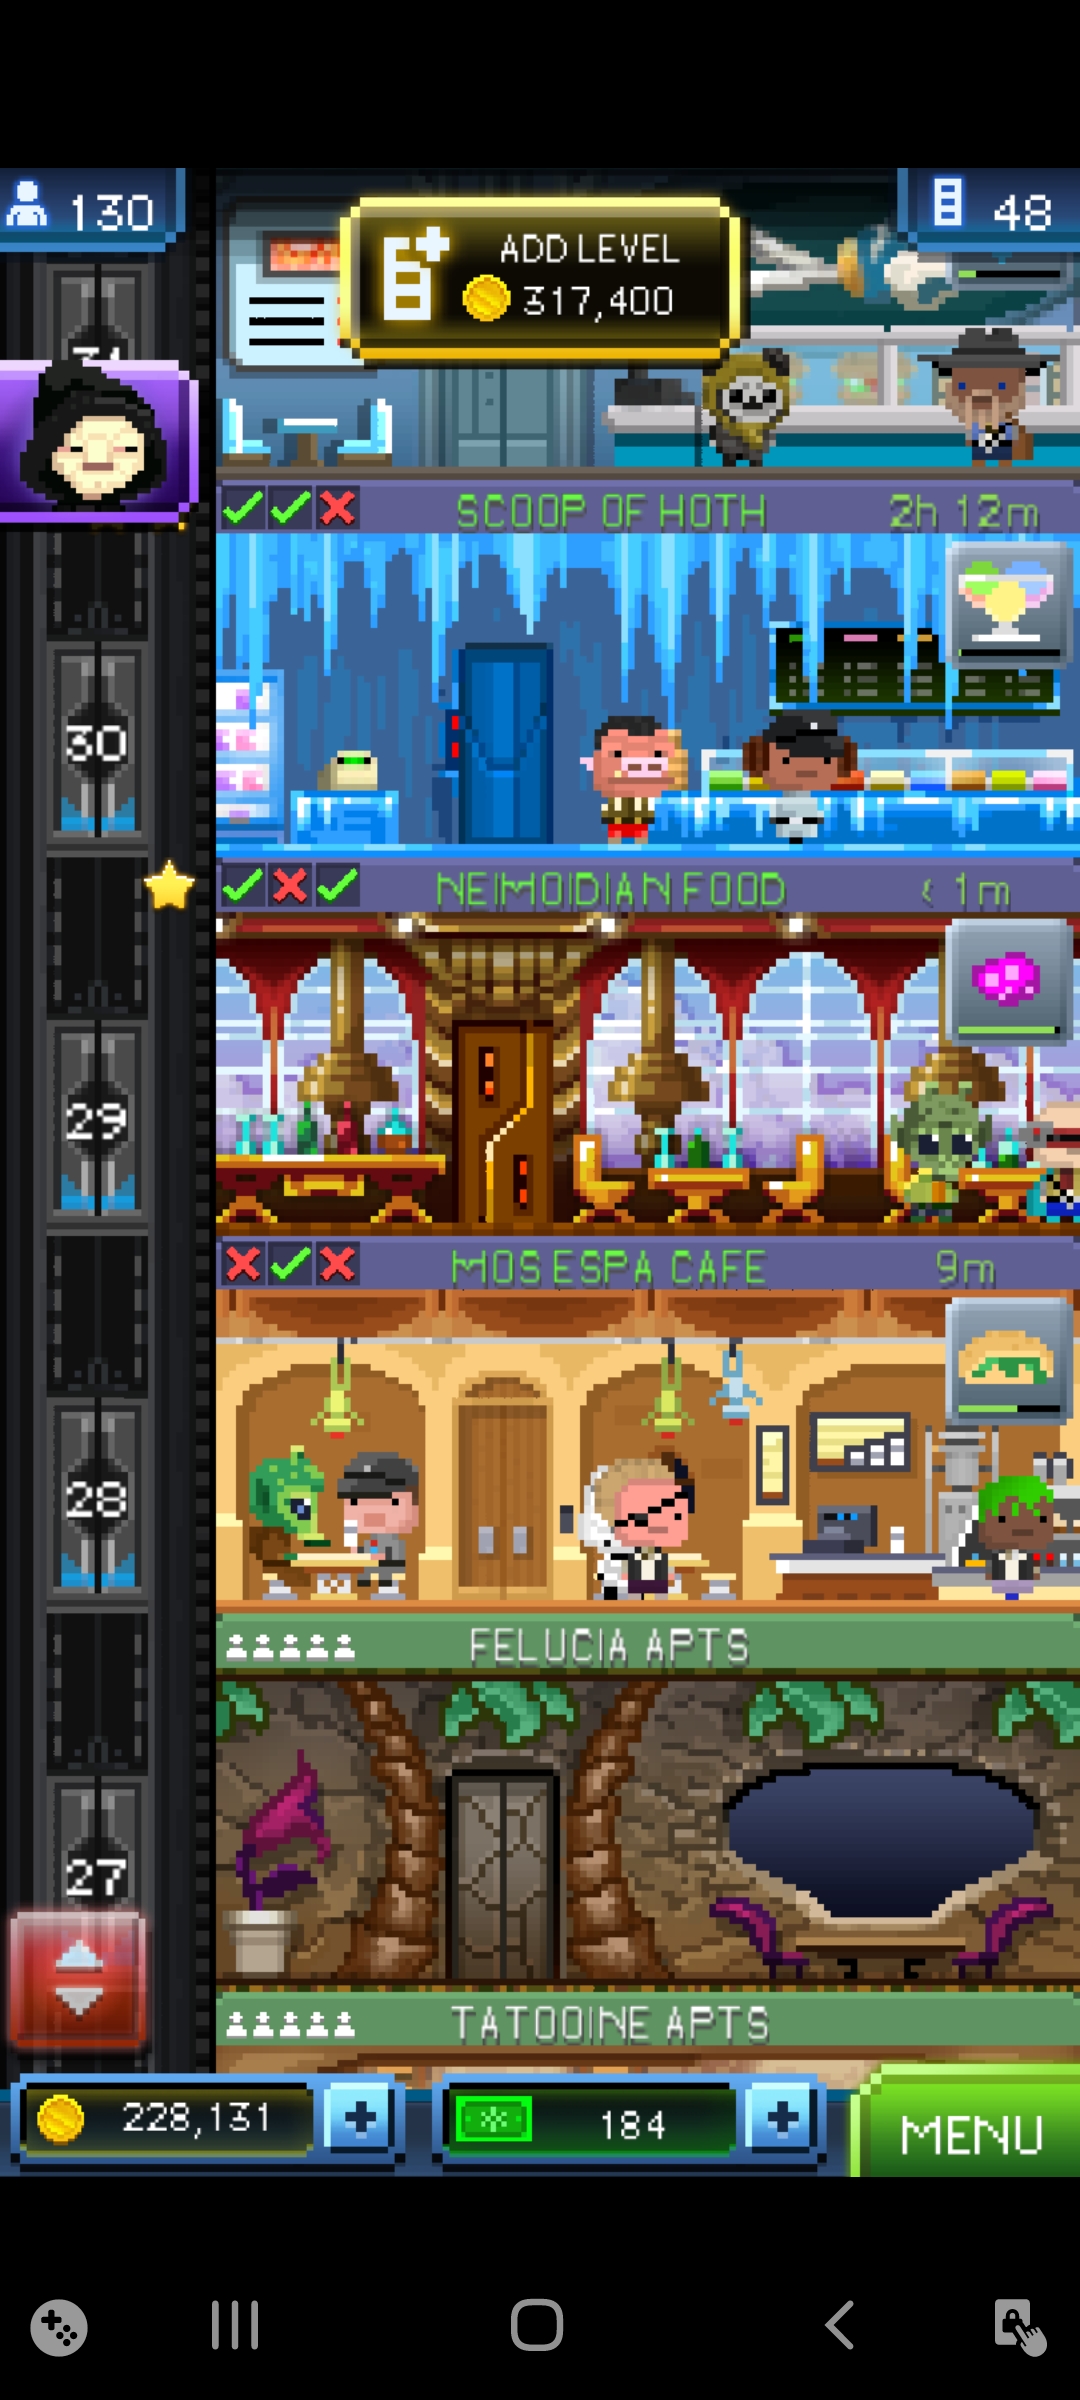 130
ADD LEVEL
317,400
48
SCOOP OF HOTH
2h 12m
30
NEIMOIDIAN FOOD
< 1m
29
MOS ESPA CAFE
9m
28
FELUCIA APTS
27
TATOOINE APTS
228,131
184
MENU